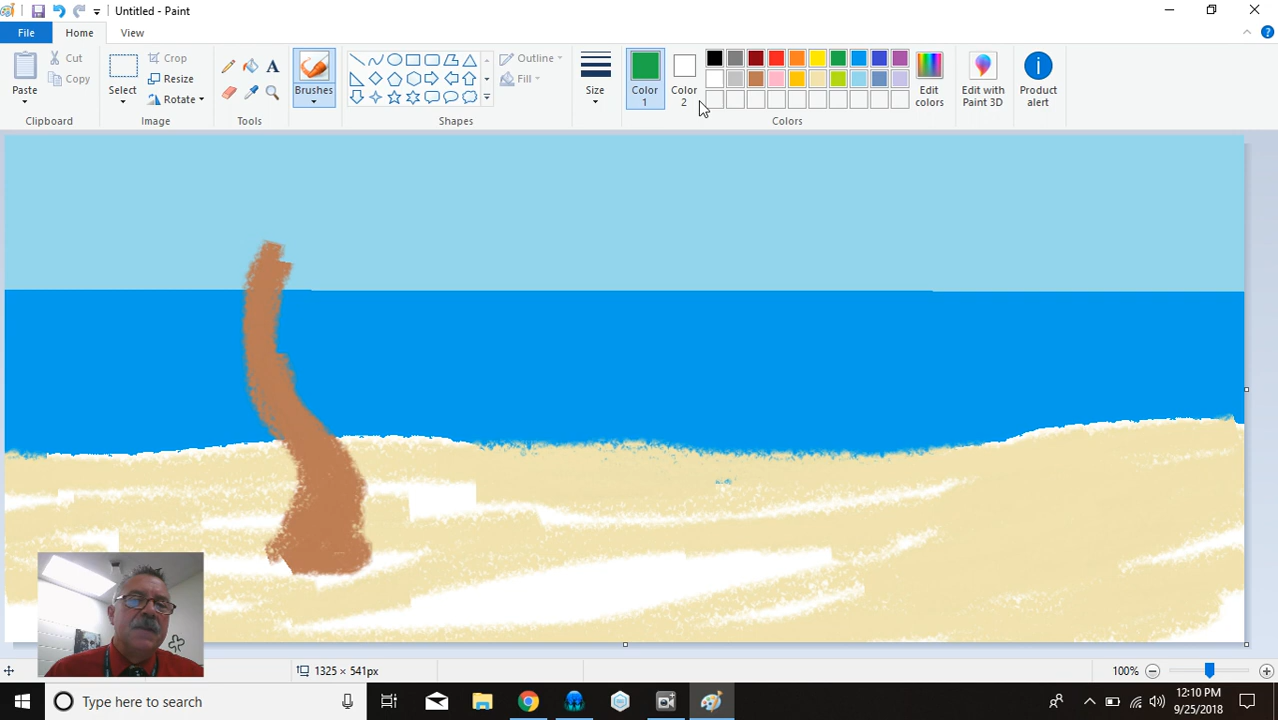 Untitled - Paint
File Home View
Paste
Cut
Copy
Clipboard
Select
Crop
Resize
Rotate
Image
A
Tools
Brushes
Outline
Fill
Shapes
Size
Color 1
Color 2
Edit colors
Colors
Edit with Paint 3D
Product alert
1325 × 541px
100%
Type here to search
12:10 PM
9/25/2018